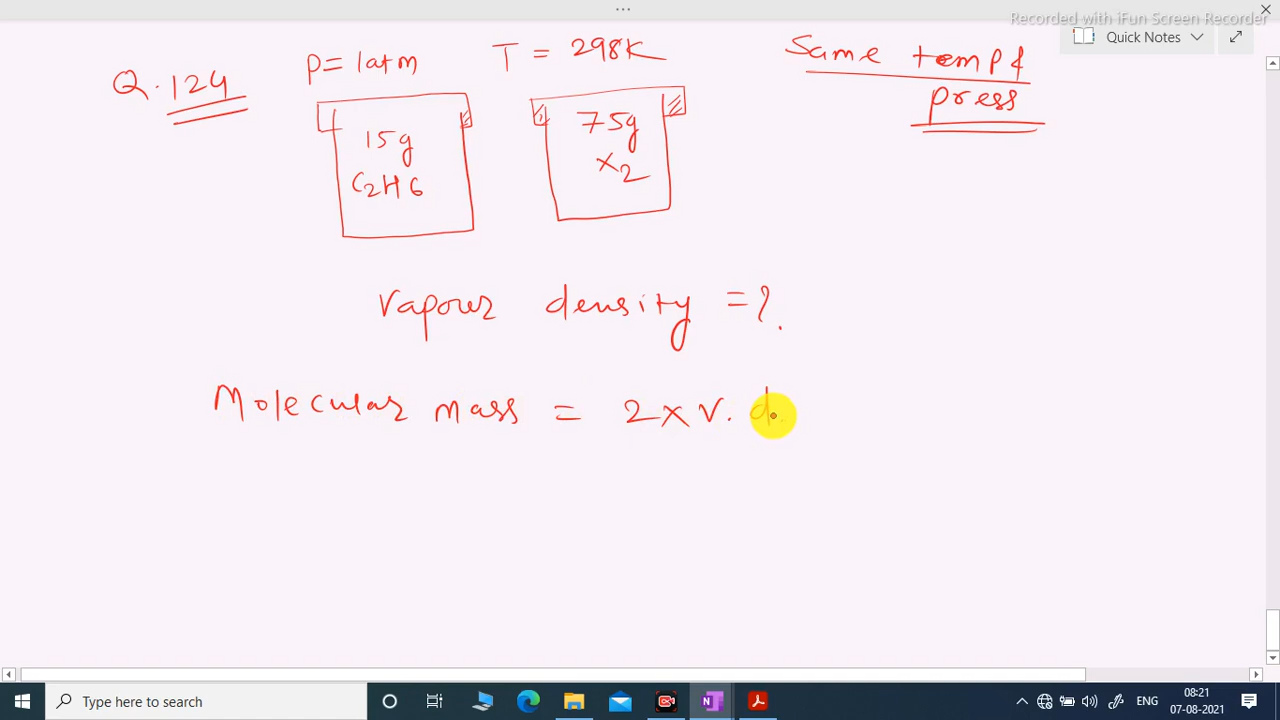 Recorded with iFun Screen Recorder
Quick Notes
Q.124
P = 1atm
T = 298K
Same temp &
press
15g
C2H6
75g
X2
Vapour density = ?
Molecular mass = 2 x v. d.
Type here to search
ENG
08:21
07-08-2021